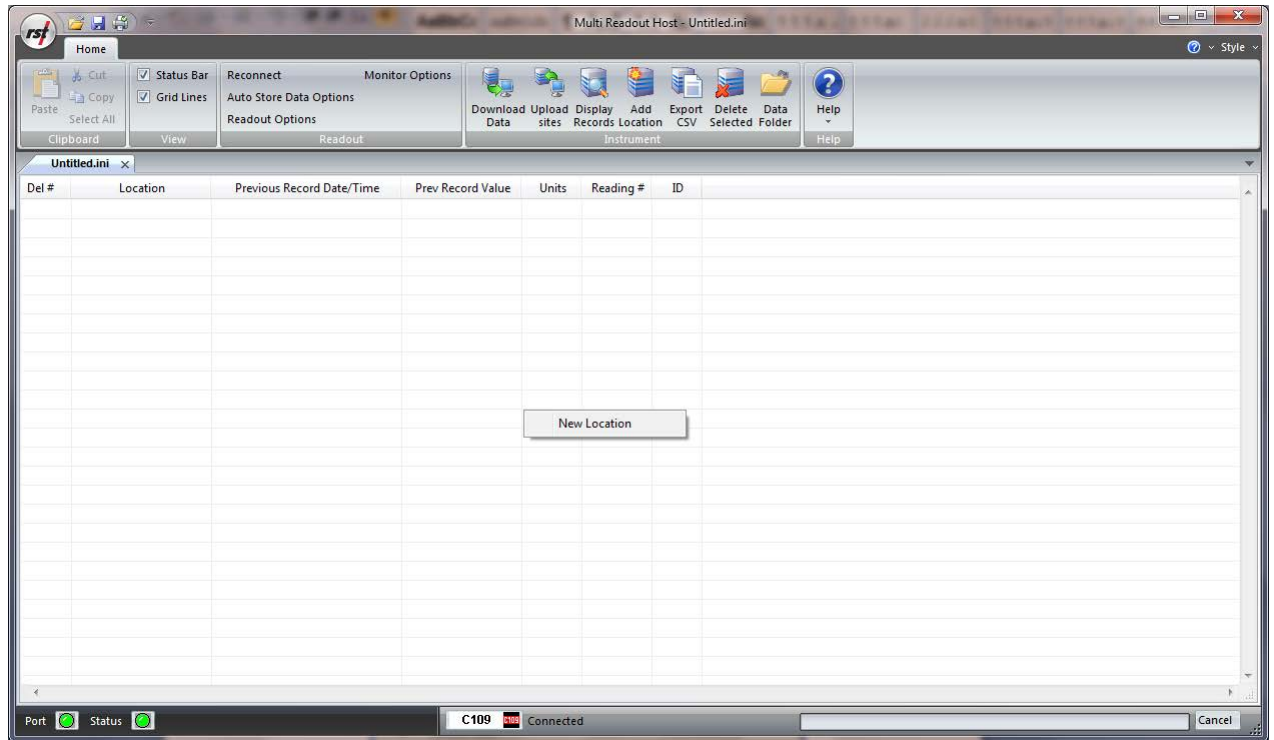 rst
Multi Readout Host - Untitled.ini
Home
Style
Paste
Cut
Copy
Select All
Clipboard
Status Bar
Grid Lines
View
Reconnect
Monitor Options
Auto Store Data Options
Readout Options
Readout
Download Data
Upload sites
Display Records
Add Location
Export CSV
Delete Selected
Data Folder
Instrument
Help
Help
Untitled.ini
Del # Location Previous Record Date/Time Prev Record Value Units Reading # ID
New Location
Port Status C109 C109 Connected Cancel